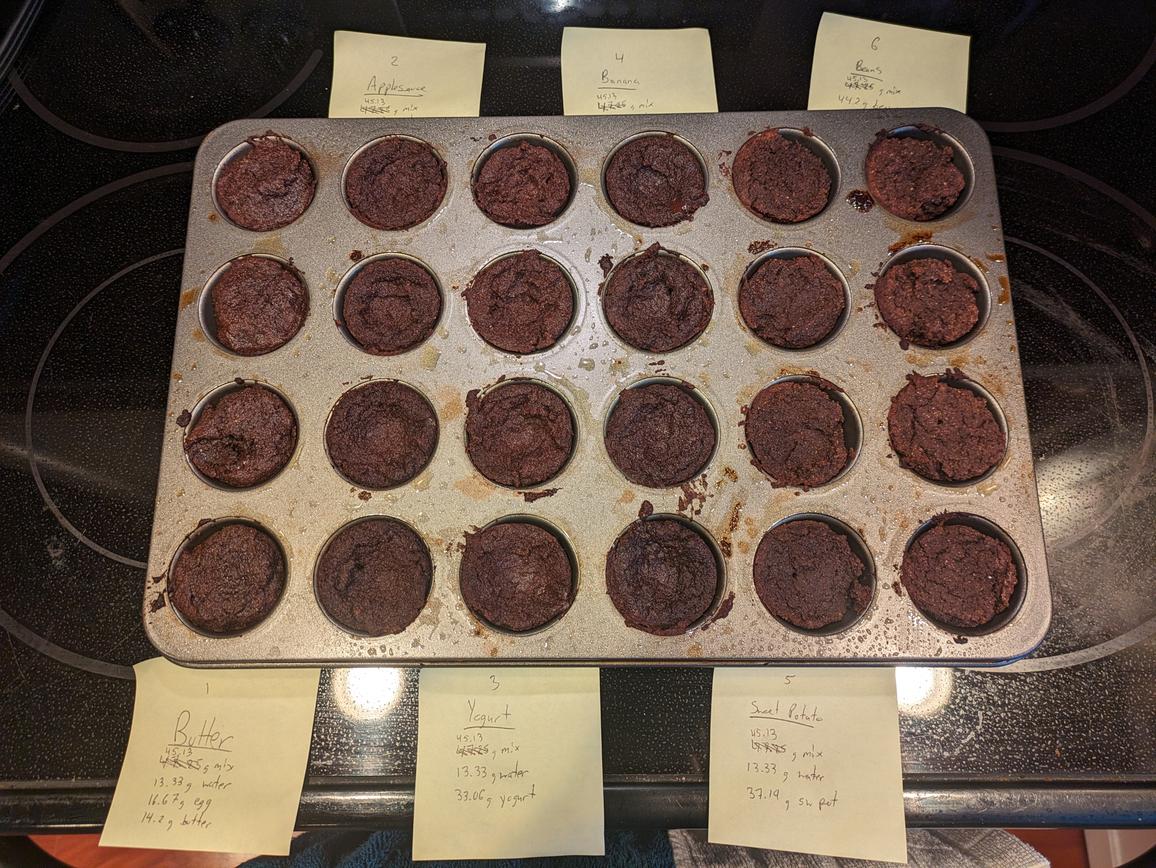 2
Applesauce
45.13
g mix
4
Banana
45.13
g mix
6
Beans
45.13
g mix
44.2 g
1
Butter
45.13
g mix
13.33 g water
16.67 g egg
14.2 g butter
3
Yogurt
45.13
g mix
13.33 g water
33.06 g yogurt
5
Sweet Potato
45.13
g mix
13.33 g water
37.19 g sw pot